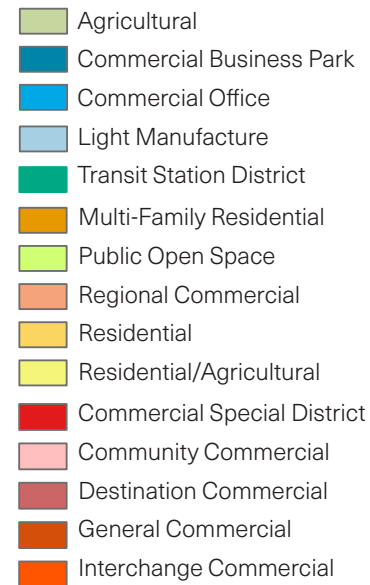 Agricultural
Commercial Business Park
Commercial Office
Light Manufacture
Transit Station District
Multi-Family Residential
Public Open Space
Regional Commercial
Residential
Residential/Agricultural
Commercial Special District
Community Commercial
Destination Commercial
General Commercial
Interchange Commercial